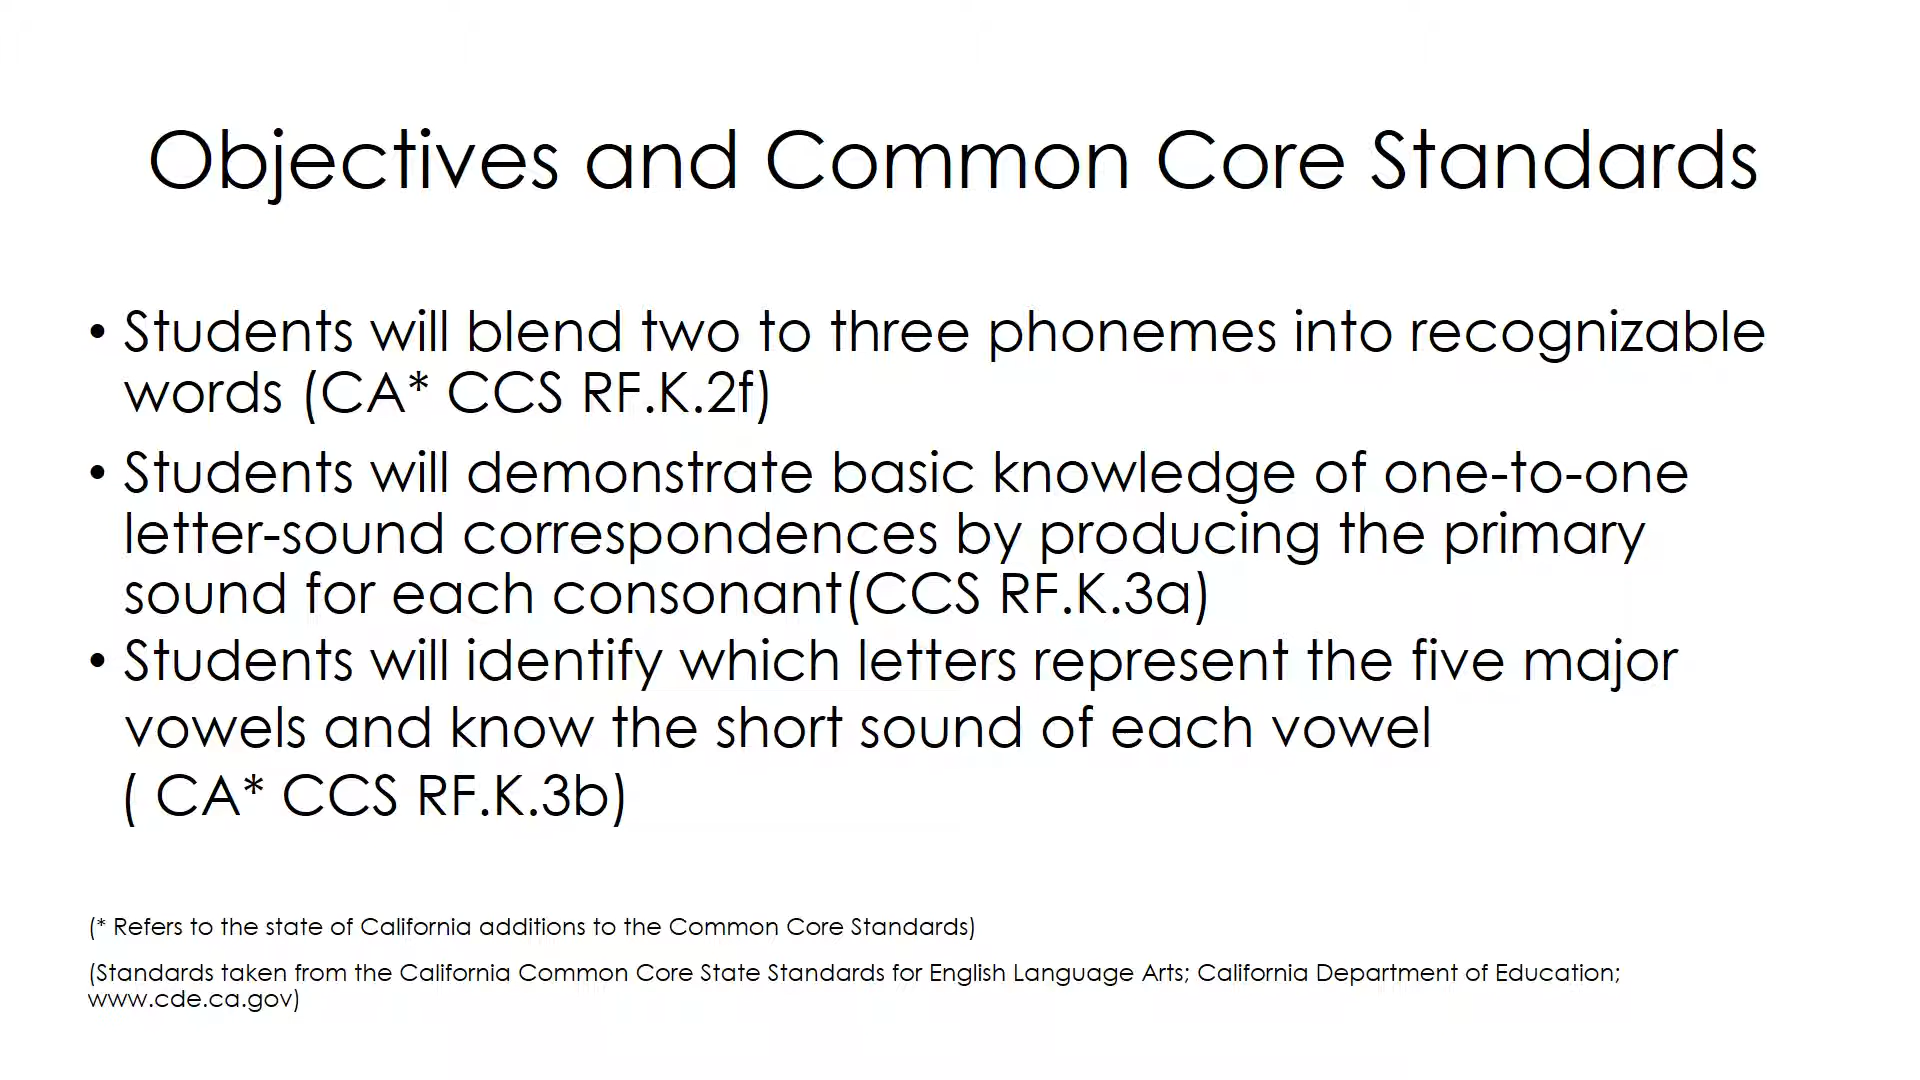 Objectives and Common Core Standards
• Students will blend two to three phonemes into recognizable
words (CA* CCS RF.K.2f)
• Students will demonstrate basic knowledge of one-to-one
letter-sound correspondences by producing the primary
sound for each consonant(CCS RF.K.3a)
• Students will identify which letters represent the five major
vowels and know the short sound of each vowel
( CA* CCS RF.K.3b)
(* Refers to the state of California additions to the Common Core Standards)
(Standards taken from the California Common Core State Standards for English Language Arts; California Department of Education;
www.cde.ca.gov)